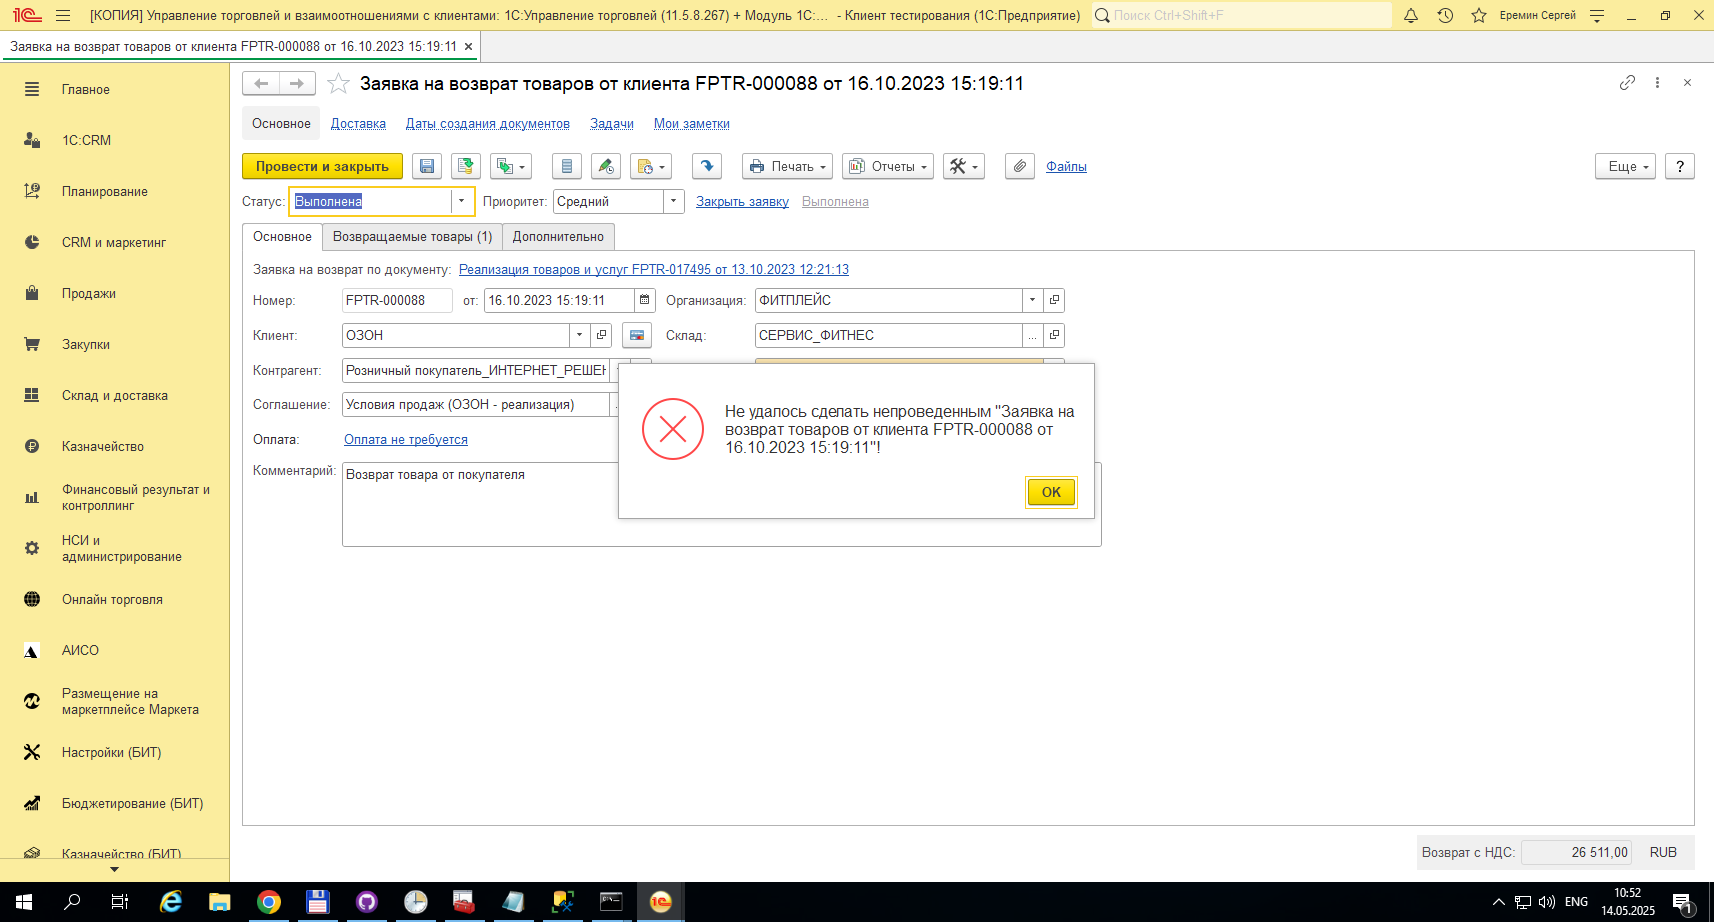 [КОПИЯ] Управление торговлей и взаимоотношениями с клиентами: 1С:Управление торговлей (11.5.8.267) + Модуль 1С:... - Клиент тестирования (1С:Предприятие)
Поиск Ctrl+Shift+F
Еремин Сергей
Заявка на возврат товаров от клиента FPTR-000088 от 16.10.2023 15:19:11
Главное
1С:CRM
Планирование
CRM и маркетинг
Продажи
Закупки
Склад и доставка
Казначейство
Финансовый результат и
контроллинг
НСИ и
администрирование
Онлайн торговля
АИСО
Размещение на
маркетплейсе Маркета
Настройки (БИТ)
Бюджетирование (БИТ)
Казначейство (БИТ)
Заявка на возврат товаров от клиента FPTR-000088 от 16.10.2023 15:19:11
Основное Доставка Даты создания документов Задачи Мои заметки
Провести и закрыть Печать Отчеты Файлы Еще ?
Статус: Выполнена Приоритет: Средний Закрыть заявку Выполнена
Основное Возвращаемые товары (1) Дополнительно
Заявка на возврат по документу: Реализация товаров и услуг FPTR-017495 от 13.10.2023 12:21:13
Номер: FPTR-000088 от: 16.10.2023 15:19:11 Организация: ФИТПЛЕЙС
Клиент: ОЗОН Склад: СЕРВИС_ФИТНЕС
Контрагент: Розничный покупатель_ИНТЕРНЕТ_РЕШЕН
Соглашение: Условия продаж (ОЗОН - реализация)
Оплата: Оплата не требуется
Комментарий: Возврат товара от покупателя
Не удалось сделать непроведенным "Заявка на
возврат товаров от клиента FPTR-000088 от
16.10.2023 15:19:11"!
OK
Возврат с НДС: 26 511,00 RUB
ENG
10:52
14.05.2025
1